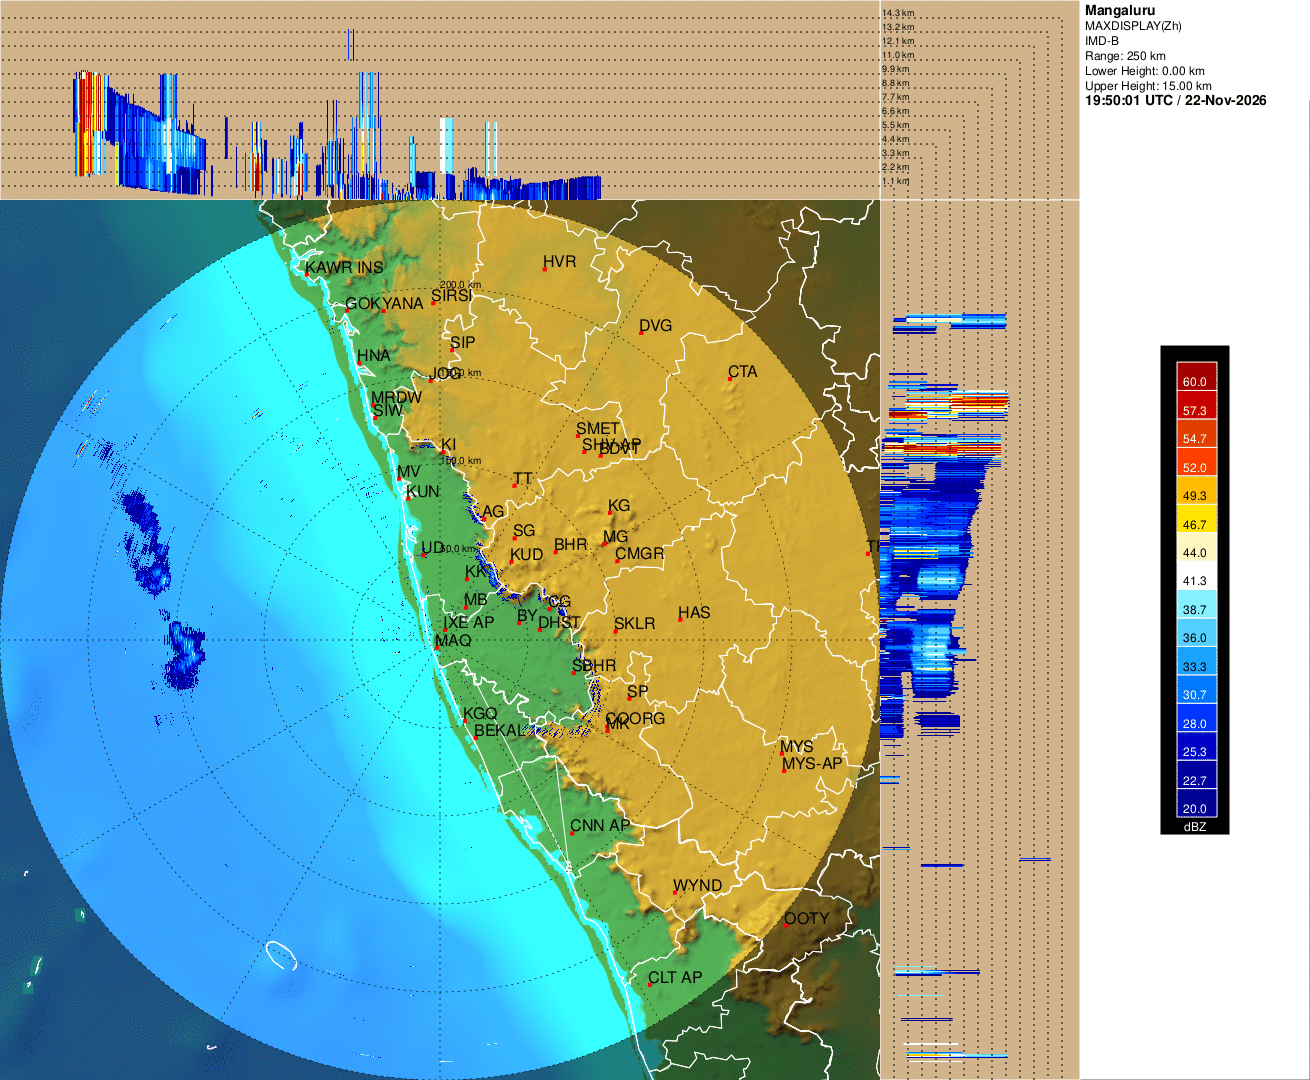 14.3 km
13.2 km
12.1 km
11.0 km
9.9 km
8.8 km
7.7 km
6.6 km
5.5 km
4.4 km
3.3 km
2.2 km
1.1 km
Mangaluru
MAXDISPLAY(Zh)
IMD-B
Range: 250 km
Lower Height: 0.00 km
Upper Height: 15.00 km
19:50:01 UTC / 22-Nov-2026
KAWR INS
HVR
200.0 km
GOKYANA
SIRSI
DVG
SIP
HNA
JOG
CTA
MRDW
SIW
SMET
KI
SHV-AP
BDVT
100.0 km
MV
TT
KUN
AG
KG
SG
MG
UD
50.0 km
KUD
BHR
CMGR
KK
MB
CG
IXE AP
BY
DHST
SKLR
HAS
MAQ
SBHR
SP
KGQ
COORG
MK
BEKAL
MYS
MYS-AP
CNN AP
WYND
OOTY
CLT AP
60.0
57.3
54.7
52.0
49.3
46.7
44.0
41.3
38.7
36.0
33.3
30.7
28.0
25.3
22.7
20.0
dBZ